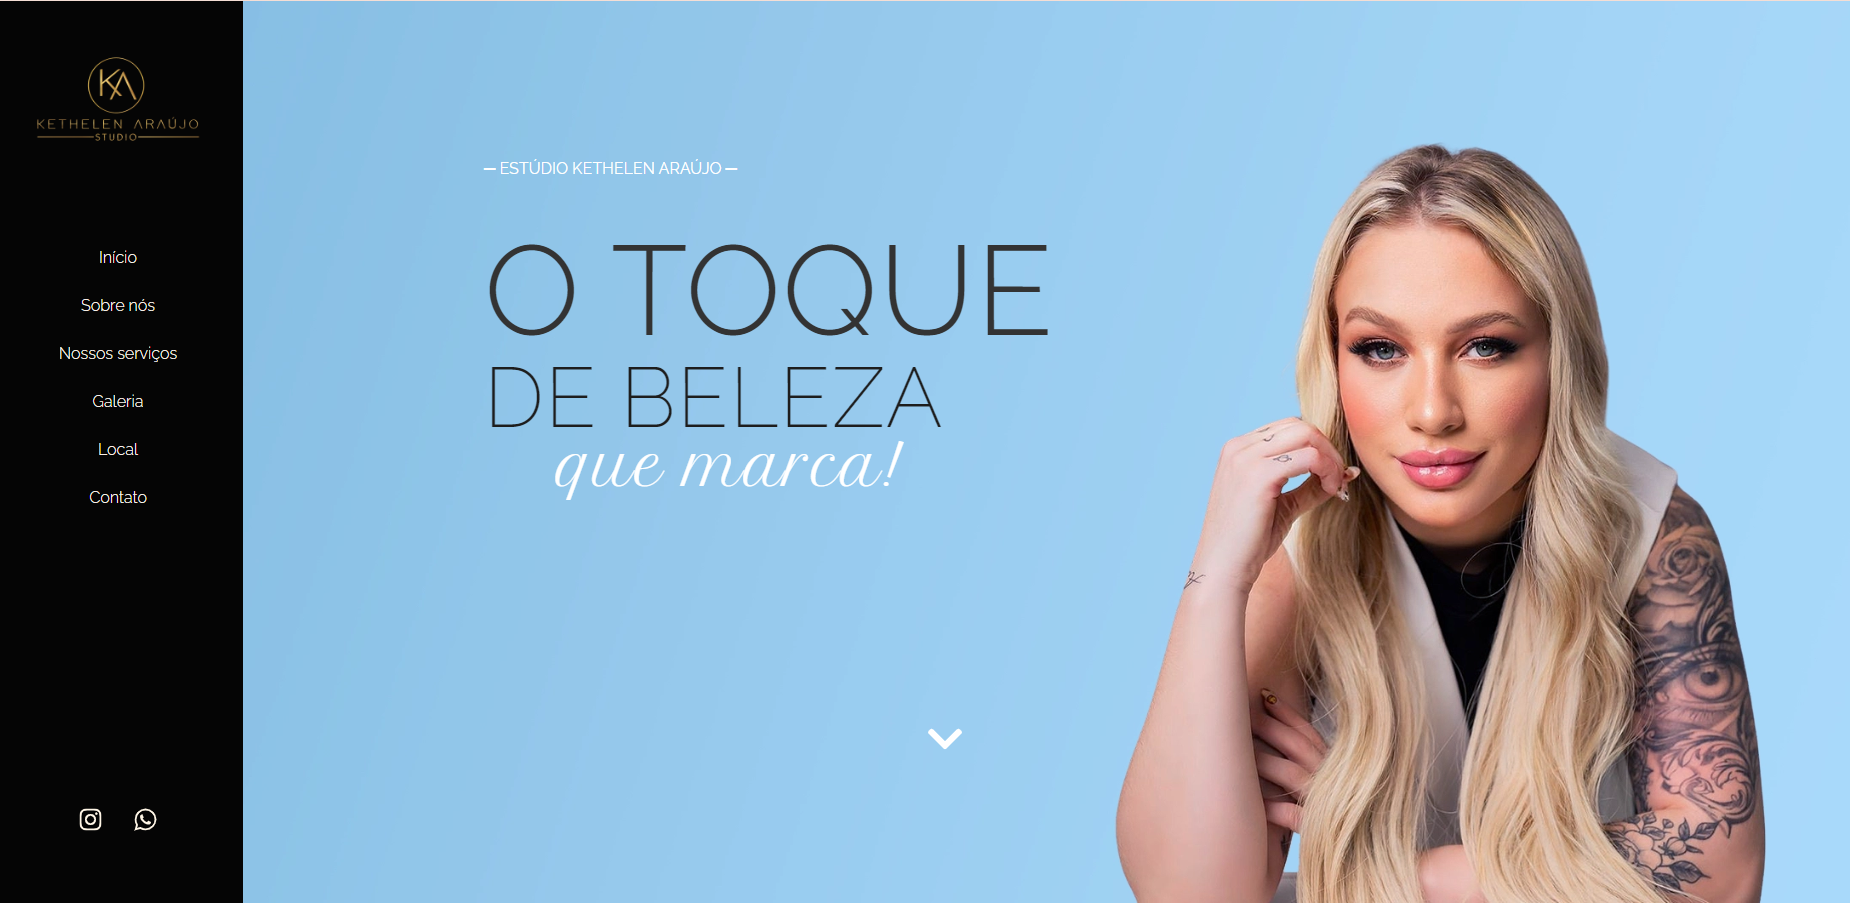 KA
KETHELEN ARAÚJO
STUDIO
Início
Sobre nós
Nossos serviços
Galeria
Local
Contato
— ESTÚDIO KETHELEN ARAÚJO —
O TOQUE
DE BELEZA
que marca!